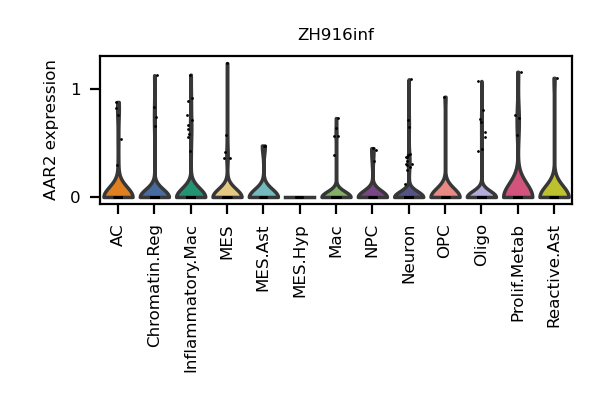 ZH916inf
AAR2 expression
1
0
AC
Chromatin.Reg
Inflammatory.Mac
MES
MES.Ast
MES.Hyp
Mac
NPC
Neuron
OPC
Oligo
Prolif.Metab
Reactive.Ast